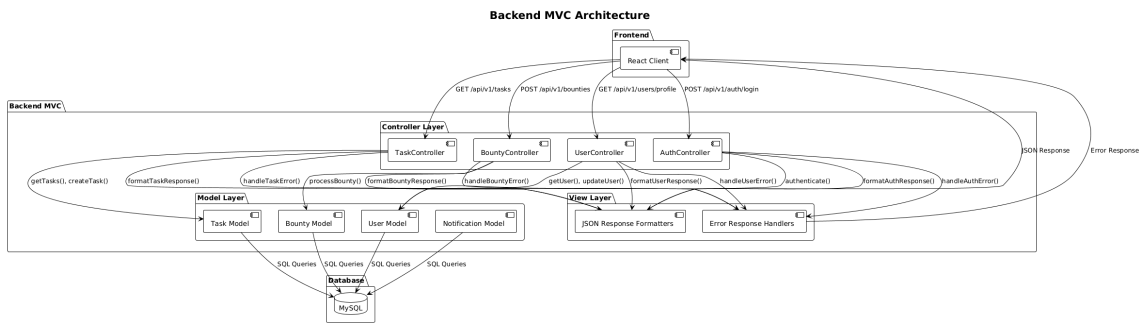 Backend MVC Architecture
Frontend
React Client
GET /api/v1/tasks
POST /api/v1/bounties
GET /api/v1/users/profile
POST /api/v1/auth/login
Backend MVC
Controller Layer
TaskController
BountyController
UserController
AuthController
JSON Response
Error Response
getTasks(), createTask()
formatTaskResponse()
handleTaskError()
processBounty()
formatBountyResponse()
handleBountyError()
getUser(), updateUser()
formatUserResponse()
handleUserError()
authenticate()
formatAuthResponse()
handleAuthError()
Model Layer
Task Model
Bounty Model
User Model
Notification Model
View Layer
JSON Response Formatters
Error Response Handlers
SQL Queries
SQL Queries
SQL Queries
SQL Queries
Database
MySQL